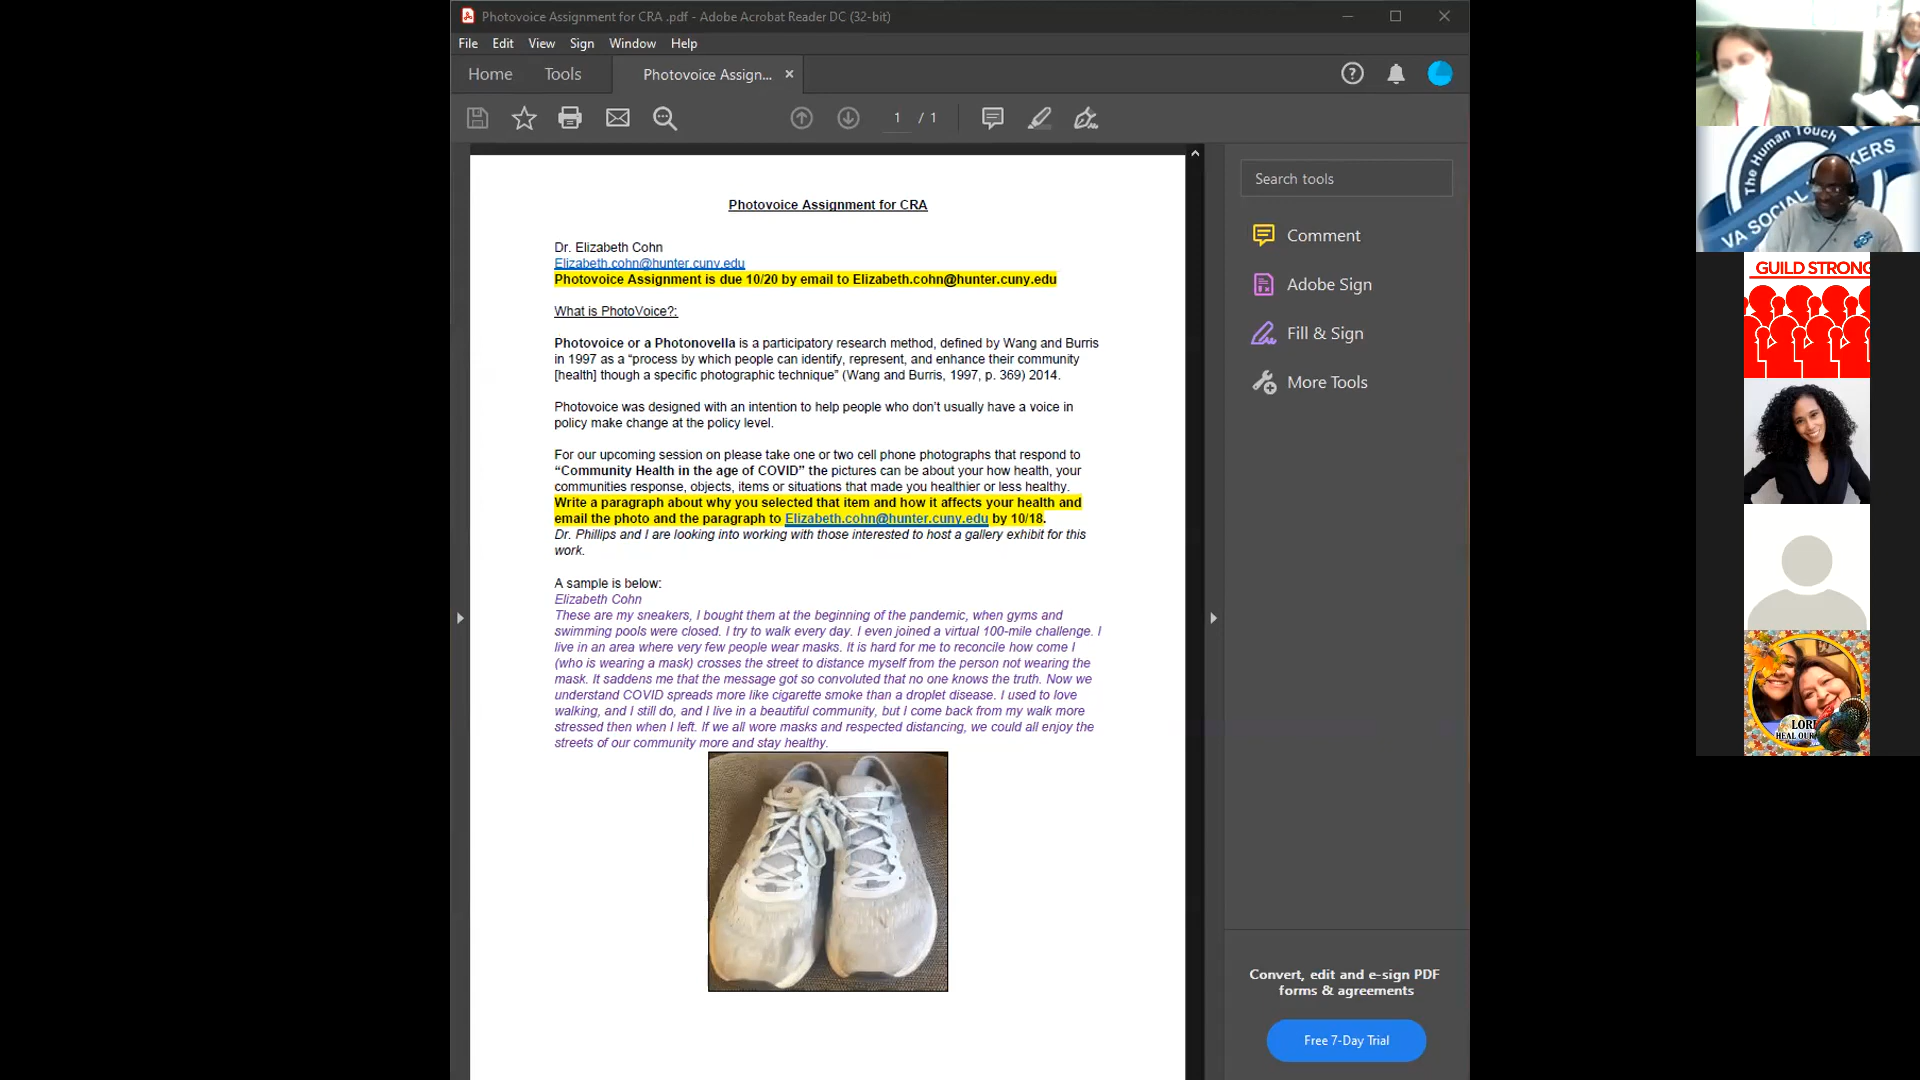 Photovoice Assignment for CRA .pdf - Adobe Acrobat Reader DC (32-bit)
File Edit View Sign Window Help
Home Tools Photovoice Assign...
1 / 1
Search tools
Comment
Adobe Sign
Fill & Sign
More Tools
Convert, edit and e-sign PDF
forms & agreements
Free 7-Day Trial
Photovoice Assignment for CRA
Dr. Elizabeth Cohn
Elizabeth.cohn@hunter.cuny.edu
Photovoice Assignment is due 10/20 by email to Elizabeth.cohn@hunter.cuny.edu
What is PhotoVoice?:
Photovoice or a Photonovella is a participatory research method, defined by Wang and Burris
in 1997 as a “process by which people can identify, represent, and enhance their community
[health] though a specific photographic technique” (Wang and Burris, 1997, p. 369) 2014.
Photovoice was designed with an intention to help people who don’t usually have a voice in
policy make change at the policy level.
For our upcoming session on please take one or two cell phone photographs that respond to
“Community Health in the age of COVID” the pictures can be about your how health, your
communities response, objects, items or situations that made you healthier or less healthy.
Write a paragraph about why you selected that item and how it affects your health and
email the photo and the paragraph to Elizabeth.cohn@hunter.cuny.edu by 10/18.
Dr. Phillips and I are looking into working with those interested to host a gallery exhibit for this
work.
A sample is below:
Elizabeth Cohn
These are my sneakers, I bought them at the beginning of the pandemic, when gyms and
swimming pools were closed. I try to walk every day. I even joined a virtual 100-mile challenge. I
live in an area where very few people wear masks. It is hard for me to reconcile how come I
(who is wearing a mask) crosses the street to distance myself from the person not wearing the
mask. It saddens me that the message got so convoluted that no one knows the truth. Now we
understand COVID spreads more like cigarette smoke than a droplet disease. I used to love
walking, and I still do, and I live in a beautiful community, but I come back from my walk more
stressed then when I left. If we all wore masks and respected distancing, we could all enjoy the
streets of our community more and stay healthy.
The Human Touch
VA SOCIAL
KERS
GUILD STRONG
LORI
HEAL OUR